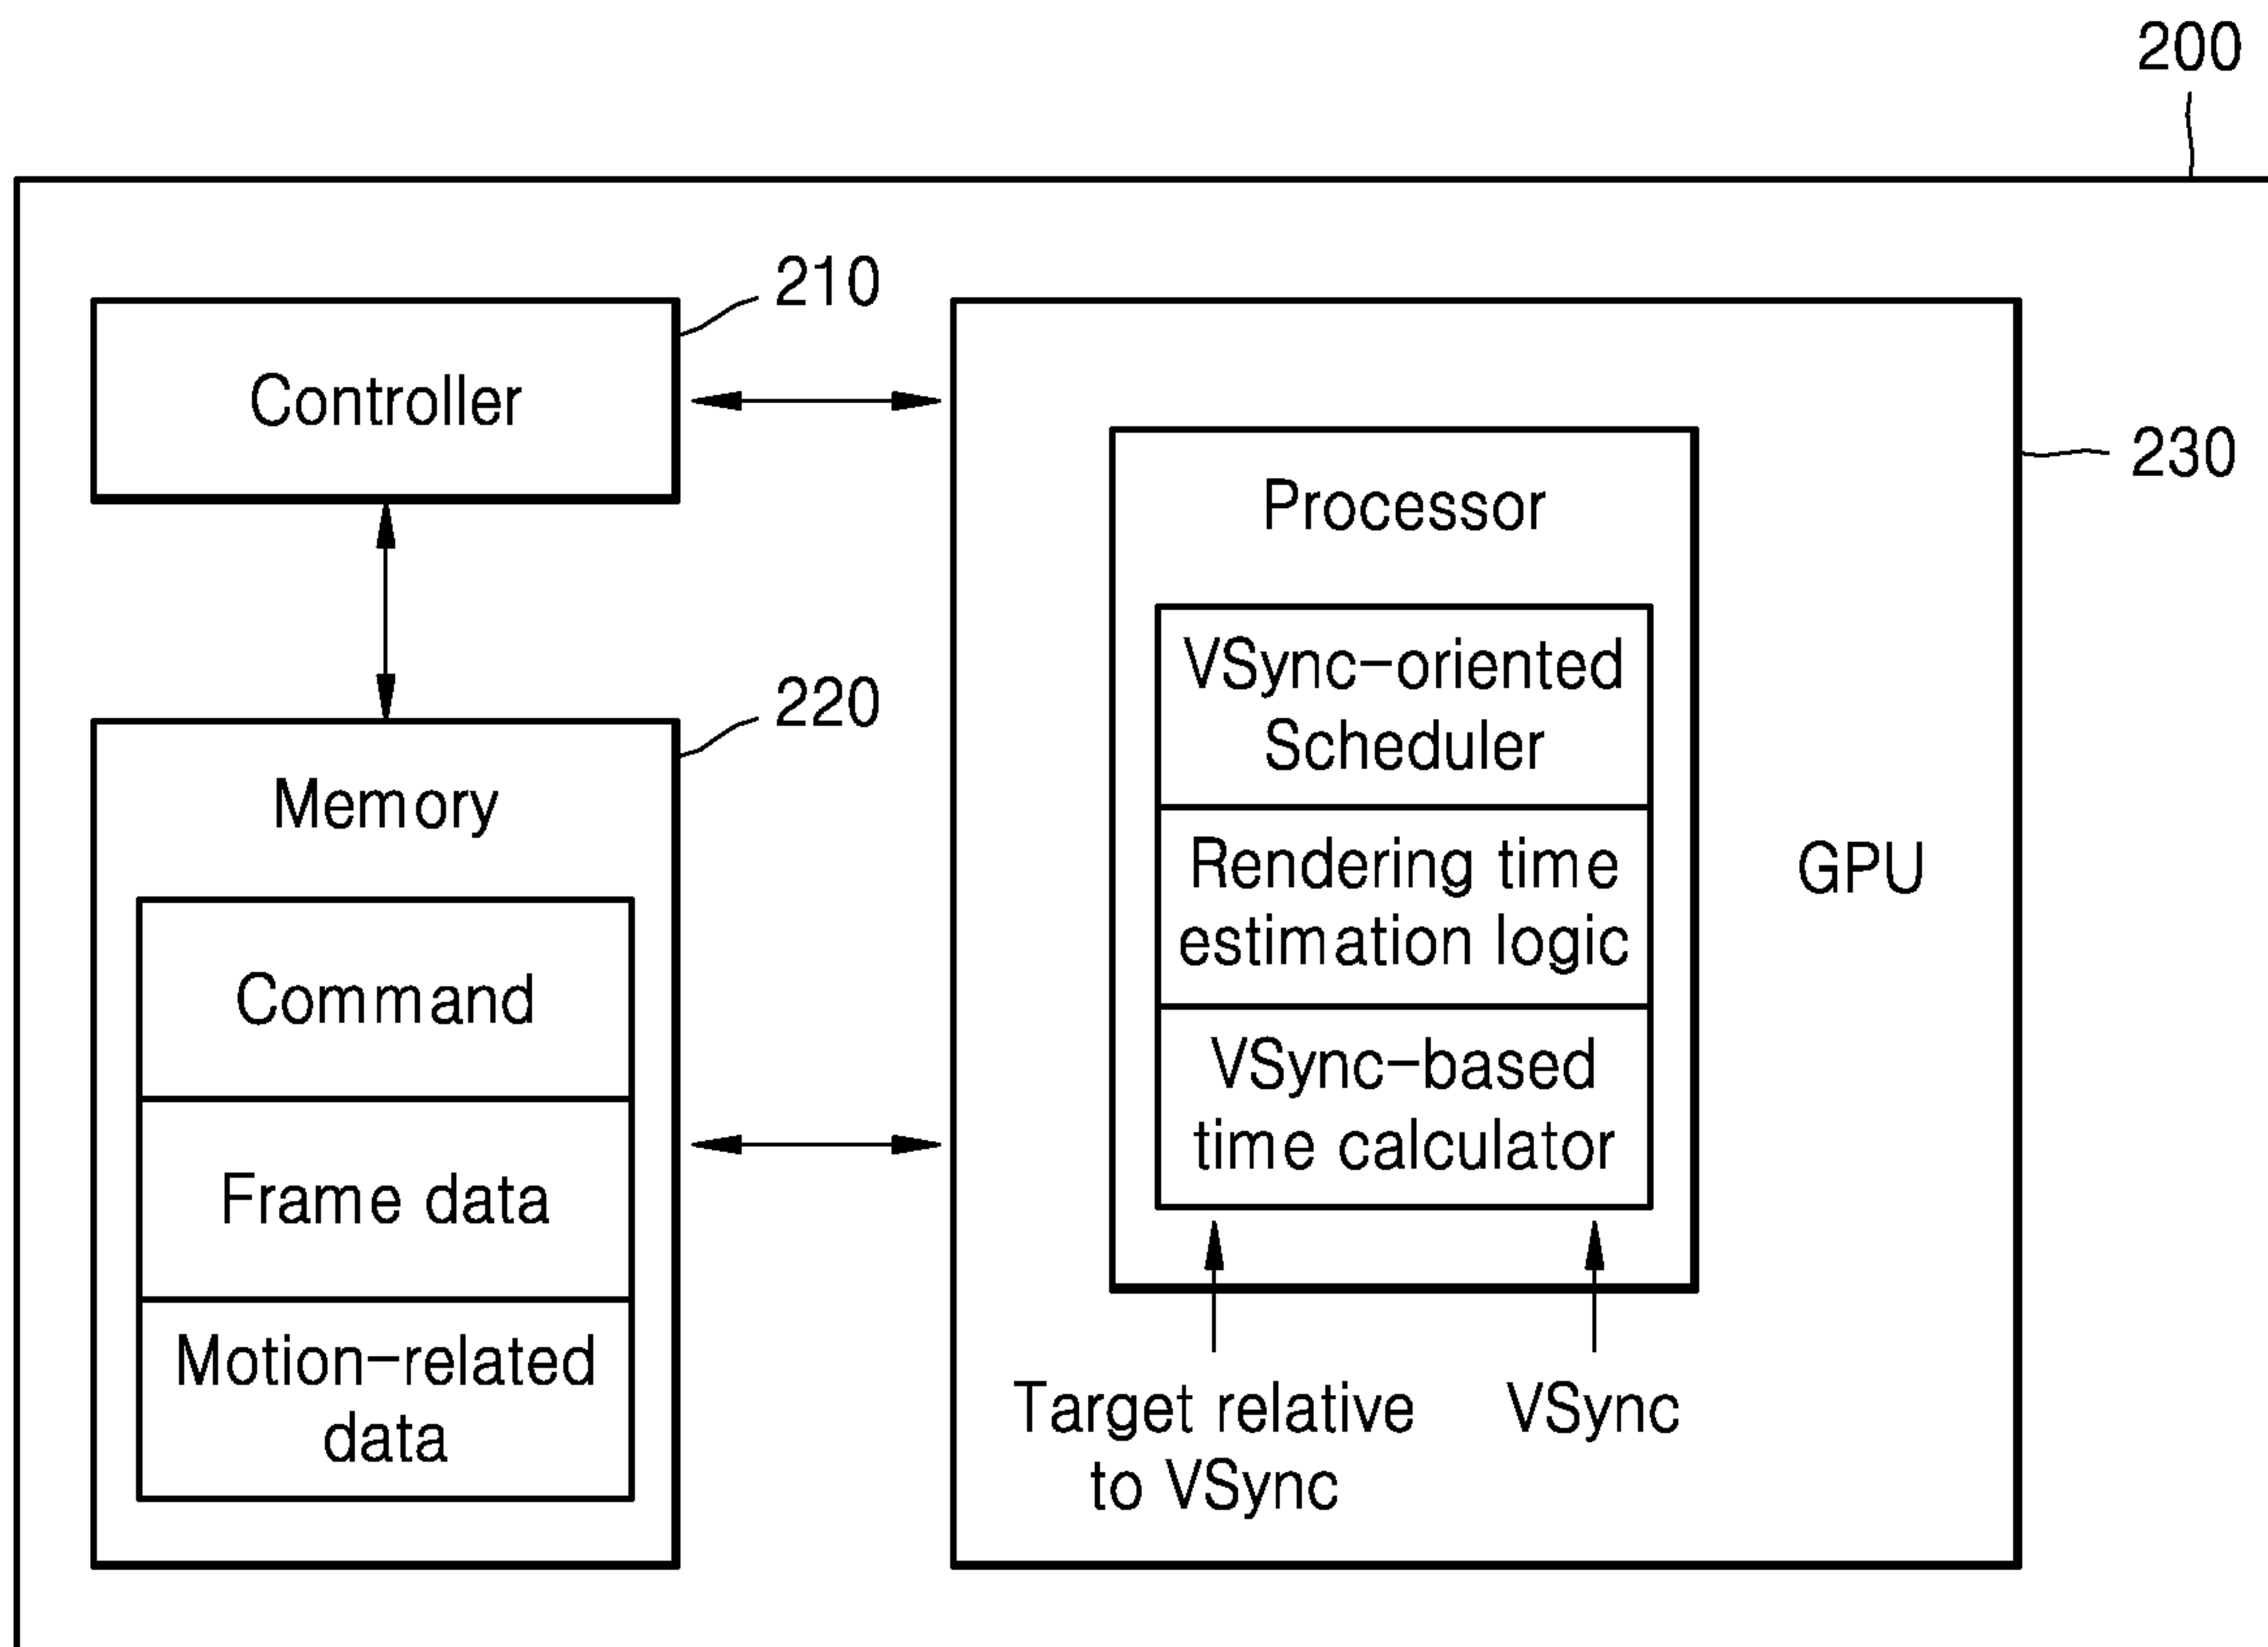 200
210
Controller
230
Processor
VSync-oriented
Scheduler
220
Memory
Rendering time
estimation logic
GPU
Command
VSync-based
time calculator
Frame data
Motion-related
data
Target relative
to VSync
VSync